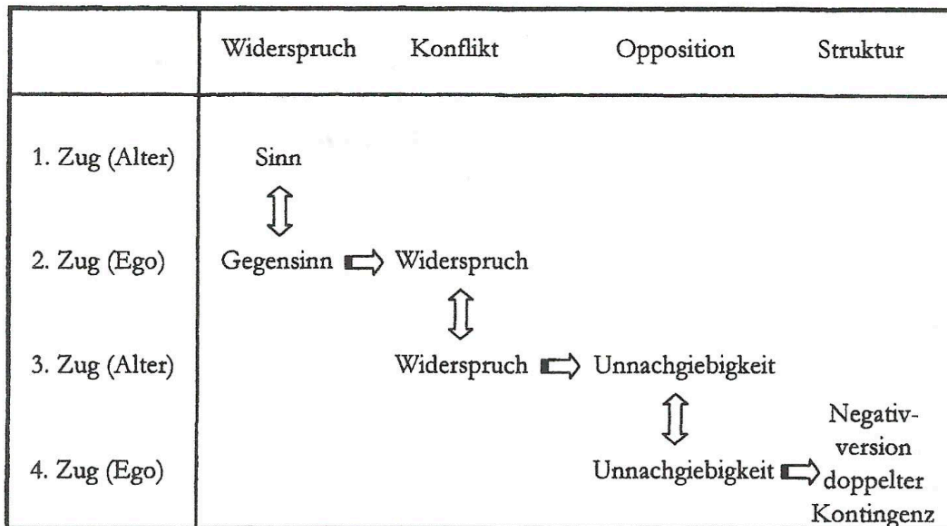 Widerspruch Konflikt Opposition Struktur
1. Zug (Alter) Sinn
2. Zug (Ego) Gegensinn Widerspruch
3. Zug (Alter) Widerspruch Unnachgiebigkeit
Negativ-
version
4. Zug (Ego) Unnachgiebigkeit doppelter
Kontingenz